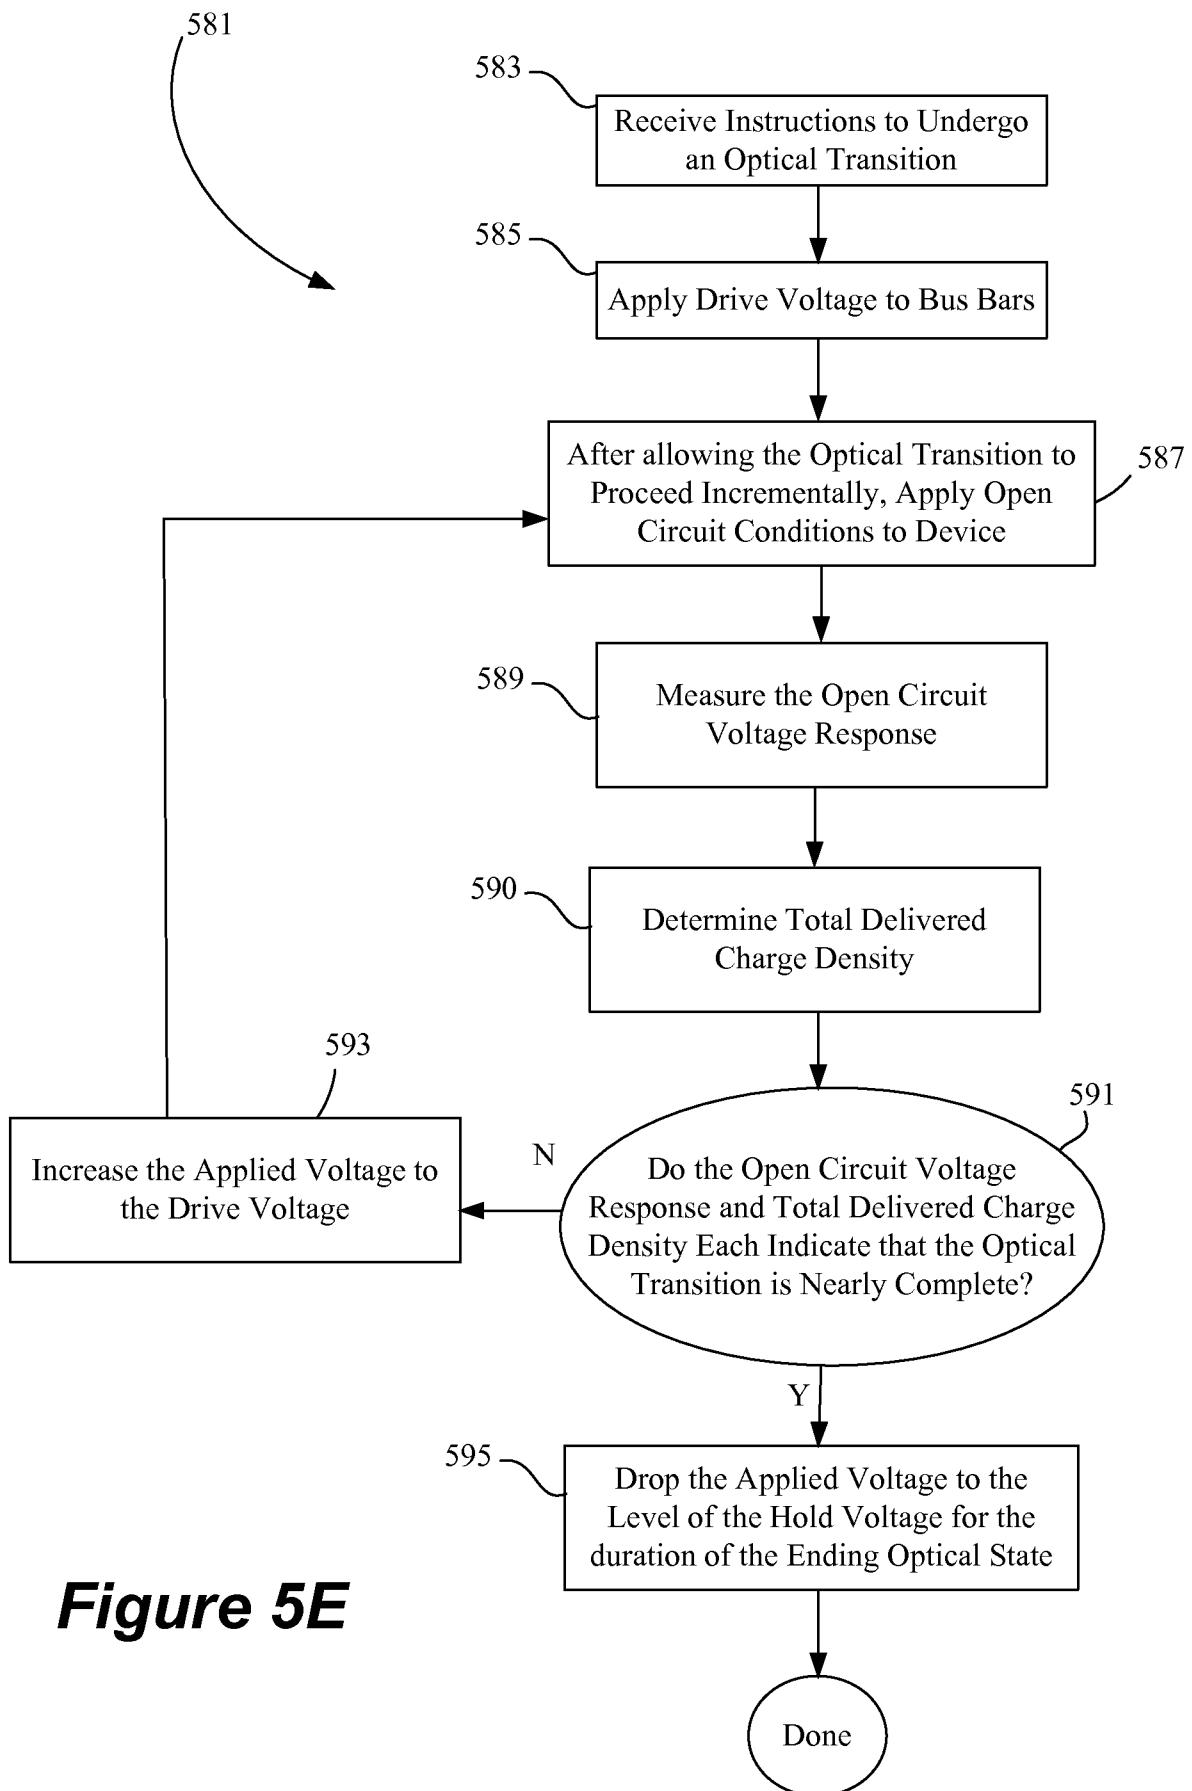 581
583
Receive Instructions to Undergo
an Optical Transition
585
Apply Drive Voltage to Bus Bars
After allowing the Optical Transition to
Proceed Incrementally, Apply Open
Circuit Conditions to Device
587
589
Measure the Open Circuit
Voltage Response
590
Determine Total Delivered
Charge Density
593
Increase the Applied Voltage to
the Drive Voltage
N
591
Do the Open Circuit Voltage
Response and Total Delivered Charge
Density Each Indicate that the Optical
Transition is Nearly Complete?
Y
595
Drop the Applied Voltage to the
Level of the Hold Voltage for the
duration of the Ending Optical State
Figure 5E
Done